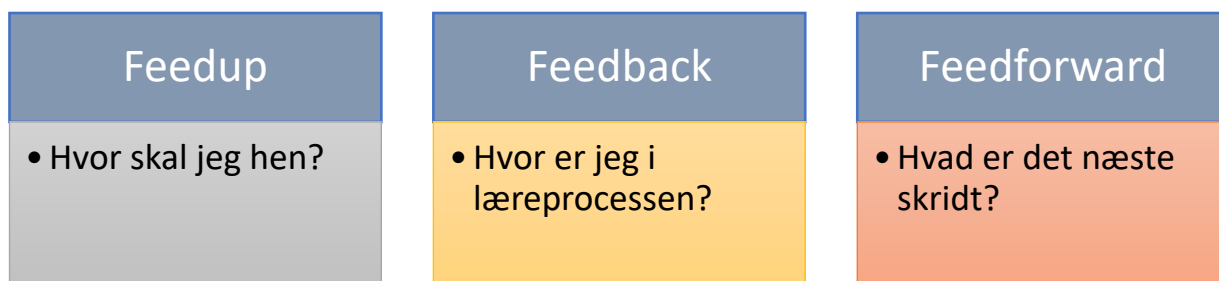 Feedup
• Hvor skal jeg hen?
Feedback
• Hvor er jeg i
læreprocessen?
Feedforward
• Hvad er det næste
skridt?